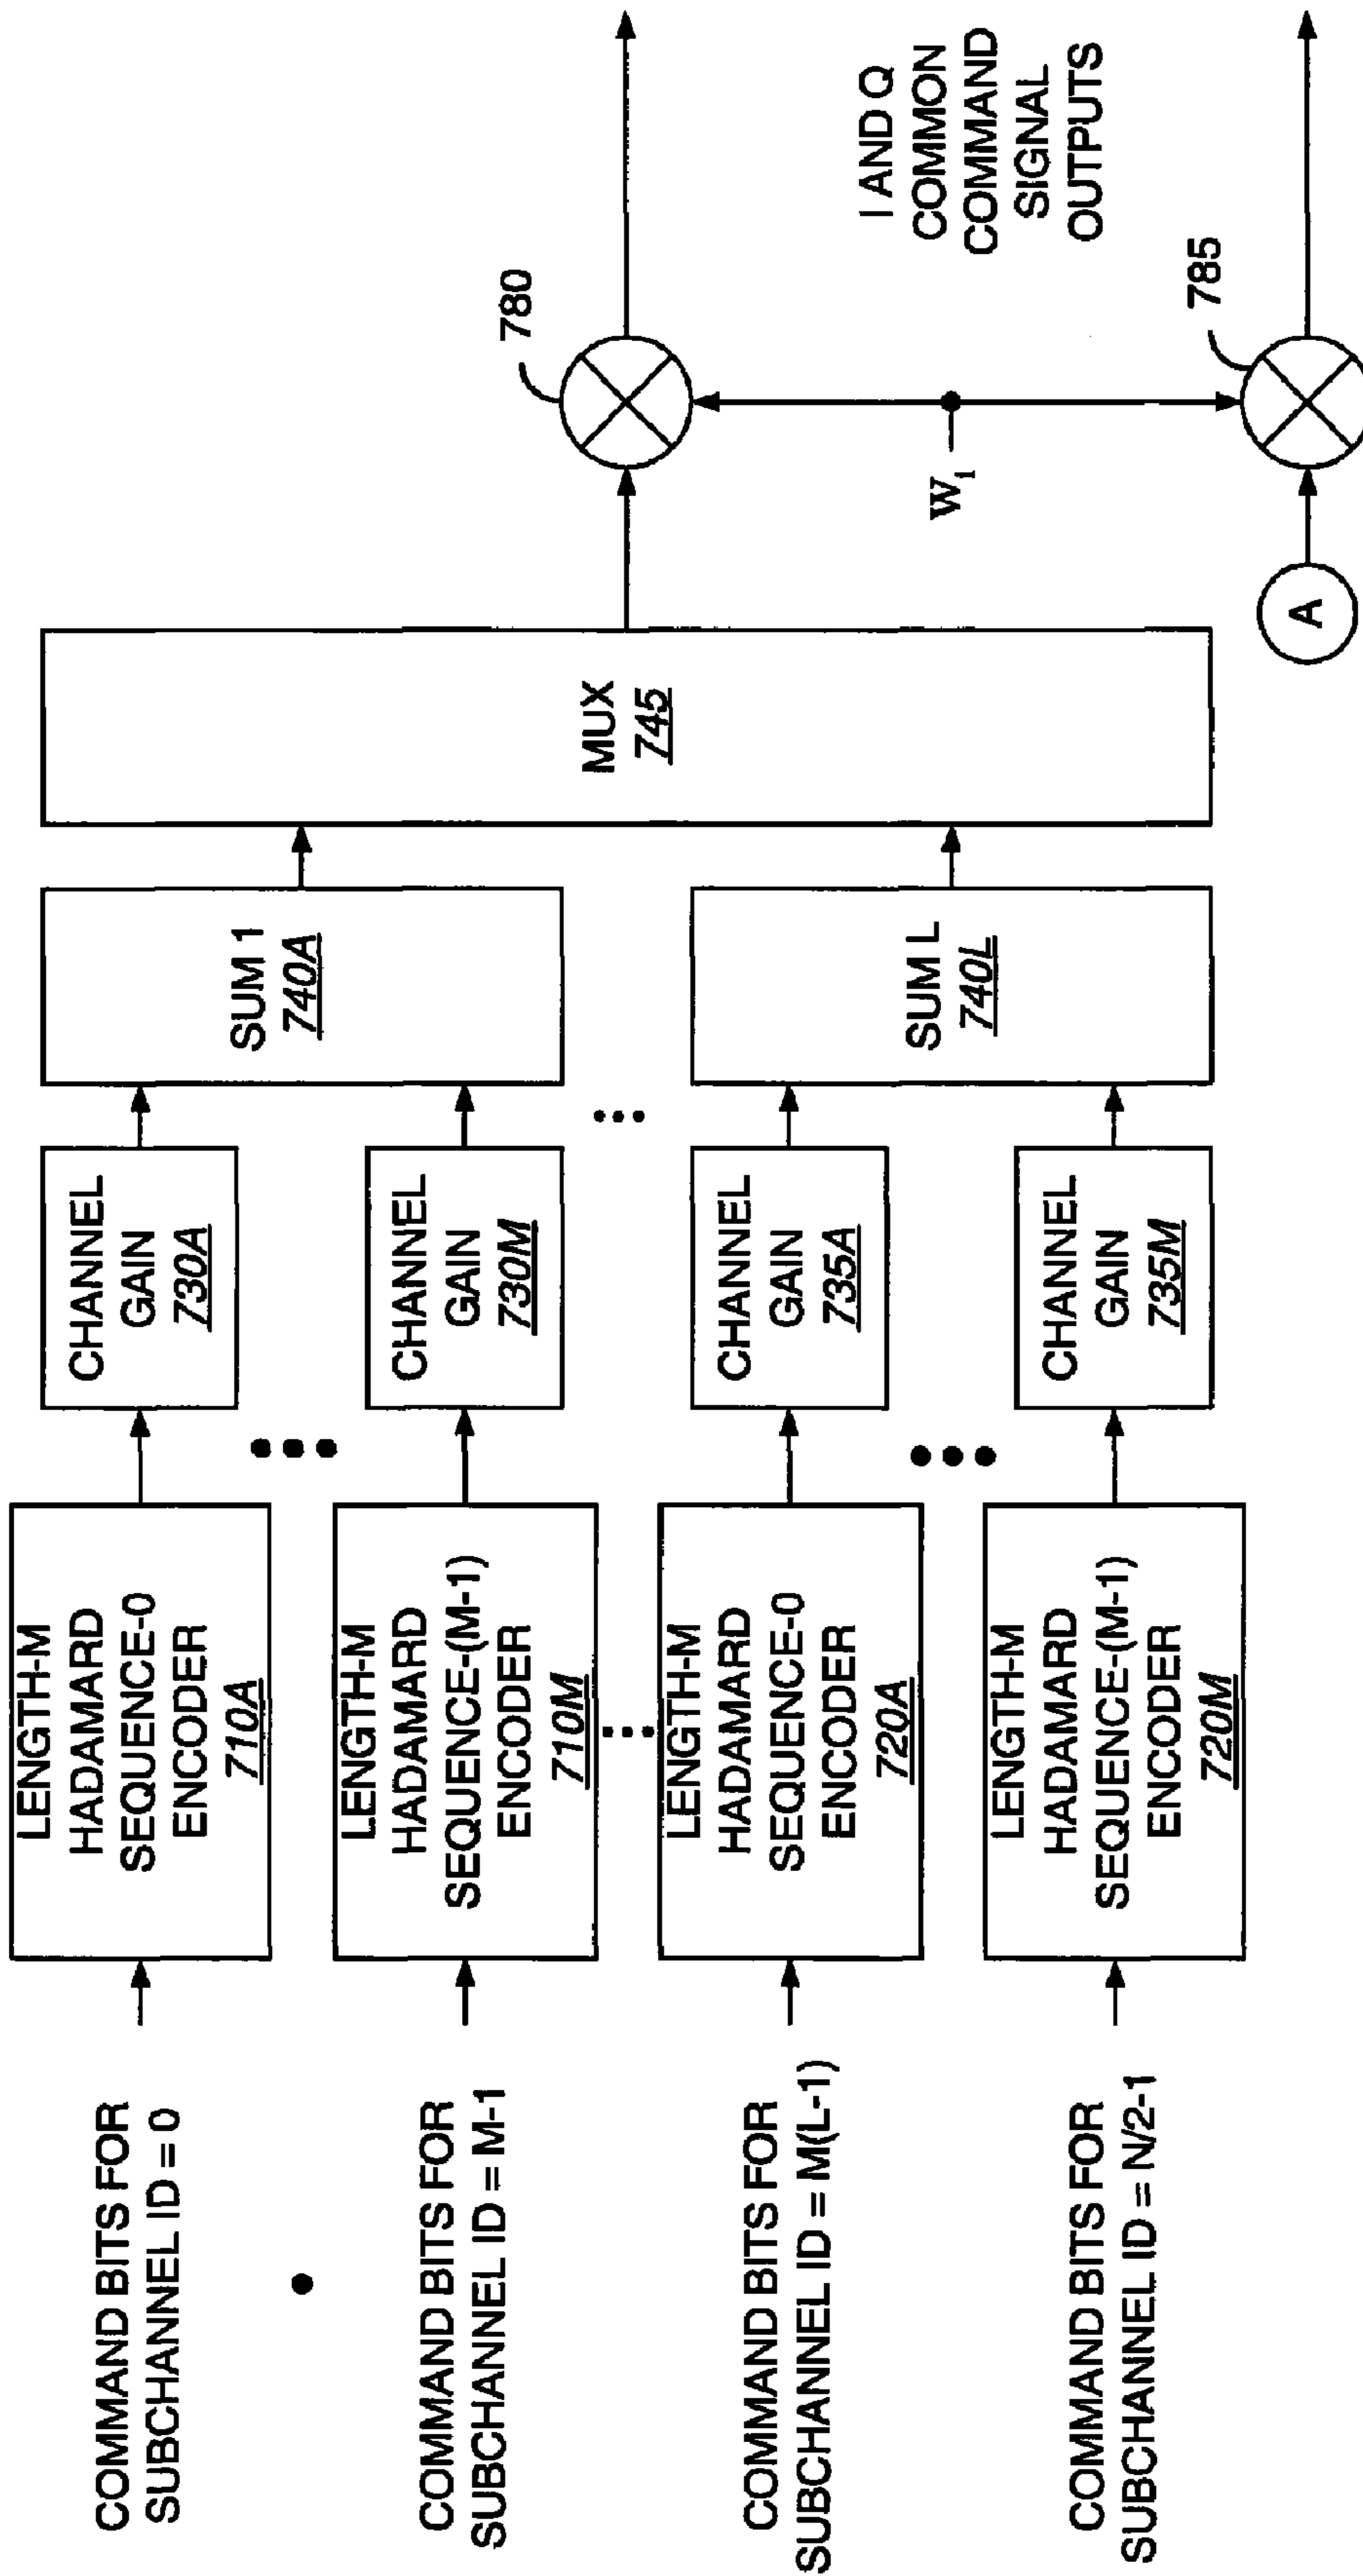 COMMAND BITS FOR
SUBCHANNEL ID = 0
LENGTH-M
HADAMARD
SEQUENCE-0
ENCODER
710A
CHANNEL
GAIN
730A
SUM 1
740A
COMMAND BITS FOR
SUBCHANNEL ID = M-1
LENGTH-M
HADAMARD
SEQUENCE-(M-1)
ENCODER
710M
CHANNEL
GAIN
730M
MUX
745
780
COMMAND BITS FOR
SUBCHANNEL ID = M(L-1)
LENGTH-M
HADAMARD
SEQUENCE-0
ENCODER
720A
CHANNEL
GAIN
735A
SUM L
740L
W1
I AND Q
COMMON
COMMAND
SIGNAL
OUTPUTS
COMMAND BITS FOR
SUBCHANNEL ID = N/2-1
LENGTH-M
HADAMARD
SEQUENCE-(M-1)
ENCODER
720M
CHANNEL
GAIN
735M
A
785